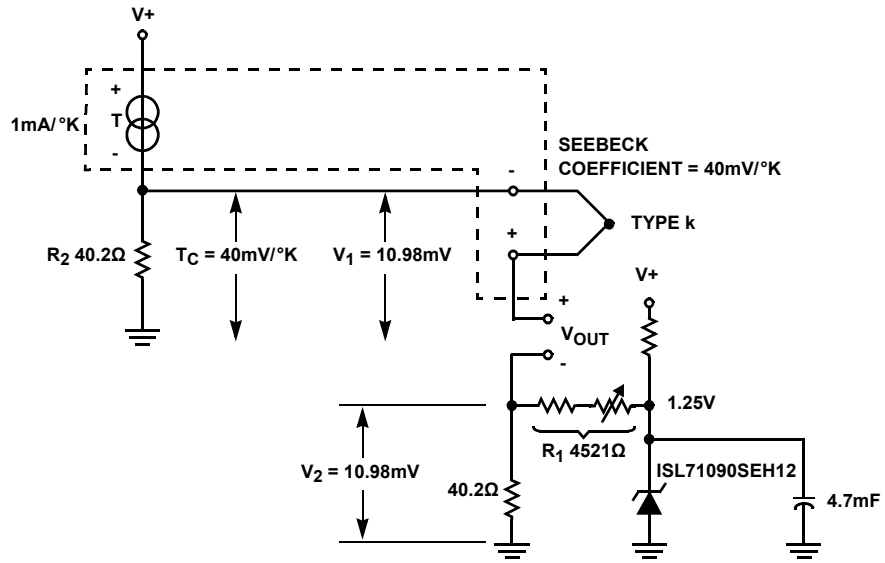 V+
+
1mA/°K
T
-
SEEBECK
COEFFICIENT = 40mV/°K
-
TYPE k
+
R2 40.2Ω
TC = 40mV/°K
V1 = 10.98mV
V+
+
VOUT
-
1.25V
R1 4521Ω
V2 = 10.98mV
40.2Ω
ISL71090SEH12
4.7mF